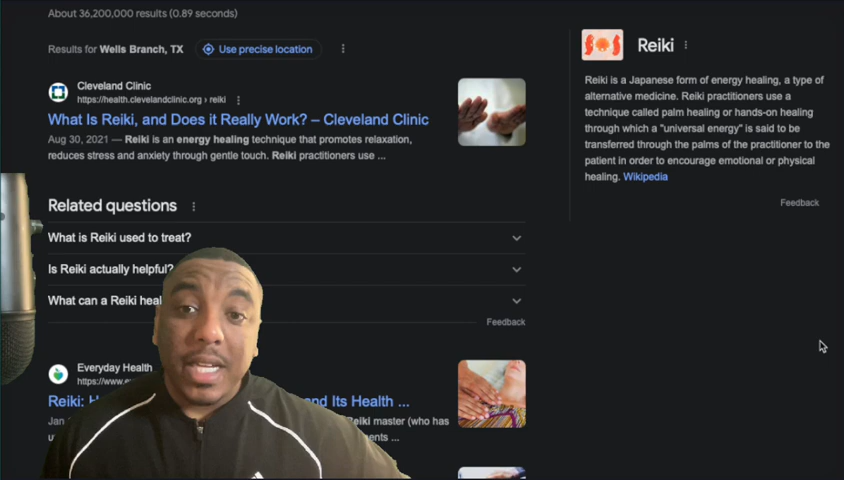 About 36,200,000 results (0.89 seconds)
Results for Wells Branch, TX
Use precise location
Cleveland Clinic
https://health.clevelandclinic.org › reiki
What Is Reiki, and Does it Really Work? – Cleveland Clinic
Aug 30, 2021 — Reiki is an energy healing technique that promotes relaxation,
reduces stress and anxiety through gentle touch. Reiki practitioners use ...
Related questions
What is Reiki used to treat?
Is Reiki actually helpful?
What can a Reiki
Feedback
Everyday Health
https://www.
Reiki: and Its Health ...
Jan Reiki master (who has
...
Reiki
Reiki is a Japanese form of energy healing, a type of
alternative medicine. Reiki practitioners use a
technique called palm healing or hands-on healing
through which a "universal energy" is said to be
transferred through the palms of the practitioner to the
patient in order to encourage emotional or physical
healing. Wikipedia
Feedback